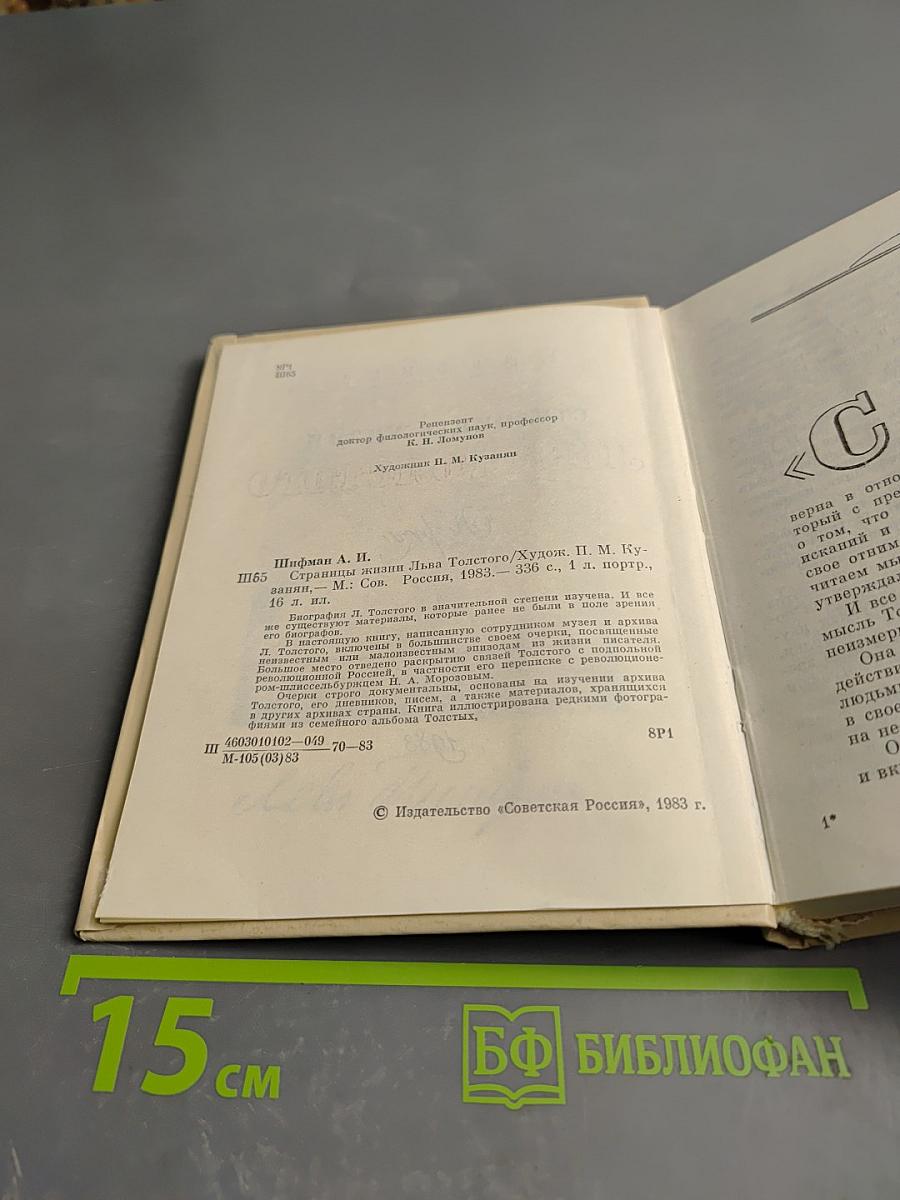 8Р1
Ш65
Рецензент
доктор филологических наук, профессор
К. Н. Ломунов
Художник П. М. Кузанян
Шифман А. И.
Ш65 Страницы жизни Льва Толстого/Худож. П. М. Ку-
занян,— М.: Сов. Россия, 1983.— 336 с., 1 л. портр.,
16 л. ил.
Биография Л. Толстого в значительной степени изучена. И все
же существуют материалы, которые ранее не были в поле зрения
его биографов.
В настоящую книгу, написанную сотрудником музея и архива
Л. Толстого, включены в большинстве своем очерки, посвященные
неизвестным или малоизвестным эпизодам из жизни писателя.
Большое место отведено раскрытию связей Толстого с подпольной
революционной Россией, в частности его переписке с революционе-
ром-шлиссельбуржцем Н. А. Морозовым.
Очерки строго документальны, основаны на изучении архива
Толстого, его дневников, писем, а также материалов, хранящихся
в других архивах страны. Книга иллюстрирована редкими фотогра-
фиями из семейного альбома Толстых,
Ш 4603010102—049 70—83 8Р1
М-105(03)83
© Издательство «Советская Россия», 1983 г.
«С
верна в отно
торый с пре
о том, что
исканий и
свое отним
читаем мы
утверждал
И все
мысль То
неизмери
Она
действи
людьми
в свое
на не
О
и вк
1*
15 см
БФ БИБЛИОФАН